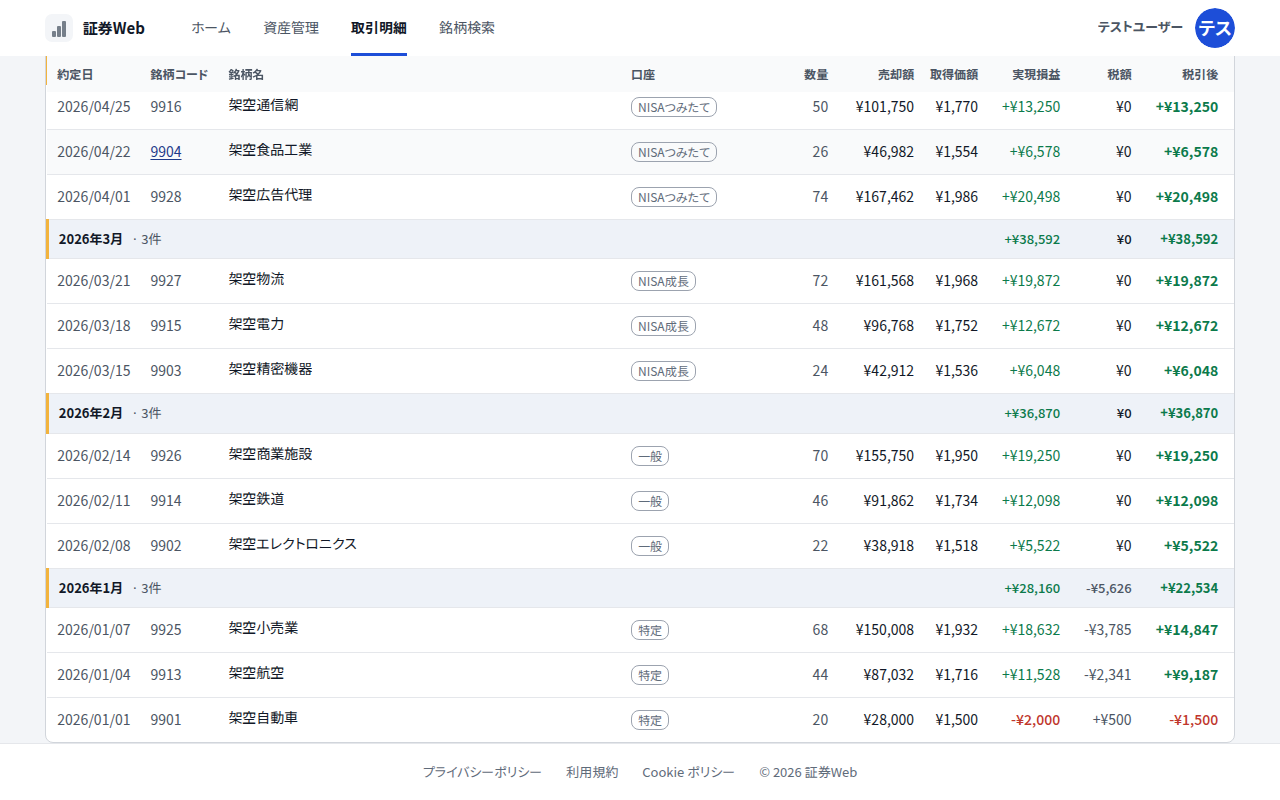 証券Web ホーム 資産管理 取引明細 銘柄検索 テストユーザー テス
約定日 銘柄コード 銘柄名 口座 数量 売却額 取得価額 実現損益 税額 税引後
2026/04/25 9916 架空通信網 NISAつみたて 50 ¥101,750 ¥1,770 +¥13,250 ¥0 +¥13,250
2026/04/22 9904 架空食品工業 NISAつみたて 26 ¥46,982 ¥1,554 +¥6,578 ¥0 +¥6,578
2026/04/01 9928 架空広告代理 NISAつみたて 74 ¥167,462 ¥1,986 +¥20,498 ¥0 +¥20,498
2026年3月 · 3件 +¥38,592 ¥0 +¥38,592
2026/03/21 9927 架空物流 NISA成長 72 ¥161,568 ¥1,968 +¥19,872 ¥0 +¥19,872
2026/03/18 9915 架空電力 NISA成長 48 ¥96,768 ¥1,752 +¥12,672 ¥0 +¥12,672
2026/03/15 9903 架空精密機器 NISA成長 24 ¥42,912 ¥1,536 +¥6,048 ¥0 +¥6,048
2026年2月 · 3件 +¥36,870 ¥0 +¥36,870
2026/02/14 9926 架空商業施設 一般 70 ¥155,750 ¥1,950 +¥19,250 ¥0 +¥19,250
2026/02/11 9914 架空鉄道 一般 46 ¥91,862 ¥1,734 +¥12,098 ¥0 +¥12,098
2026/02/08 9902 架空エレクトロニクス 一般 22 ¥38,918 ¥1,518 +¥5,522 ¥0 +¥5,522
2026年1月 · 3件 +¥28,160 -¥5,626 +¥22,534
2026/01/07 9925 架空小売業 特定 68 ¥150,008 ¥1,932 +¥18,632 -¥3,785 +¥14,847
2026/01/04 9913 架空航空 特定 44 ¥87,032 ¥1,716 +¥11,528 -¥2,341 +¥9,187
2026/01/01 9901 架空自動車 特定 20 ¥28,000 ¥1,500 -¥2,000 +¥500 -¥1,500
プライバシーポリシー 利用規約 Cookie ポリシー © 2026 証券Web